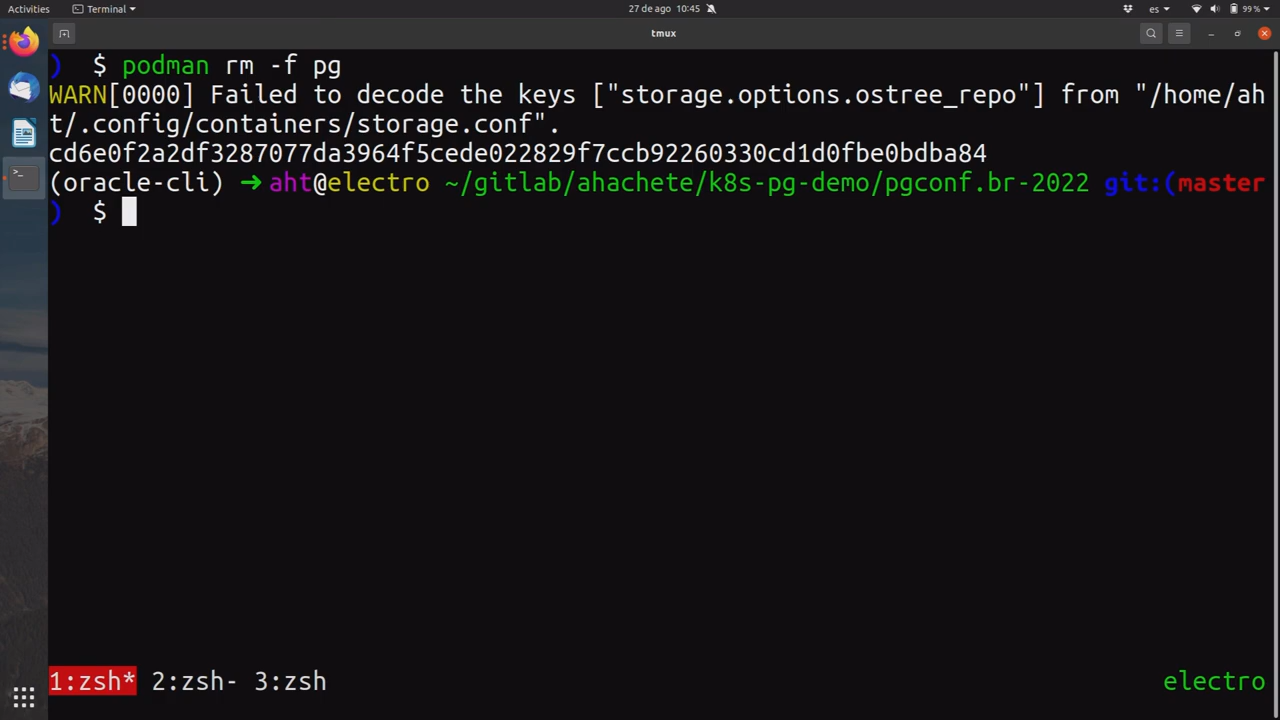 Activities Terminal 27 de ago 10:45 es 99 %
tmux
) $ podman rm -f pg
WARN[0000] Failed to decode the keys ["storage.options.ostree_repo"] from "/home/ah
t/.config/containers/storage.conf".
cd6e0f2a2df3287077da3964f5cede022829f7ccb92260330cd1d0fbe0bdba84
(oracle-cli) ➜ aht@electro ~/gitlab/ahachete/k8s-pg-demo/pgconf.br-2022 git:(master
) $
1:zsh* 2:zsh- 3:zsh electro